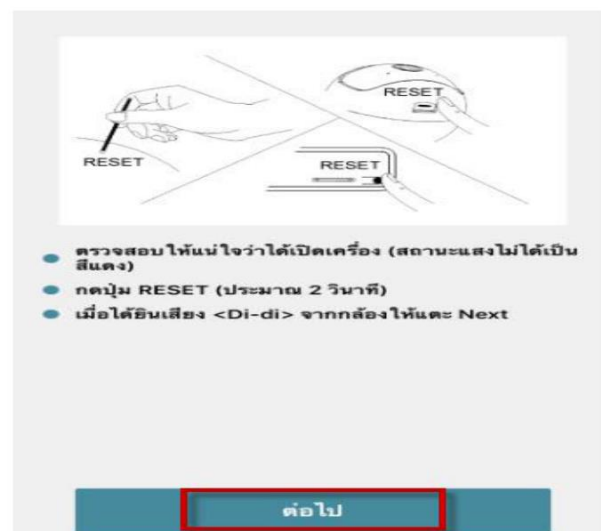 RESET
RESET
RESET
ตรวจสอบให้แน่ใจว่าได้เปิดเครื่อง (สถานะแสงไม่ได้เป็น
สีแดง)
กดปุ่ม RESET (ประมาณ 2 วินาที)
เมื่อได้ยินเสียง <Di-di> จากกล้องให้แตะ Next
ต่อไป